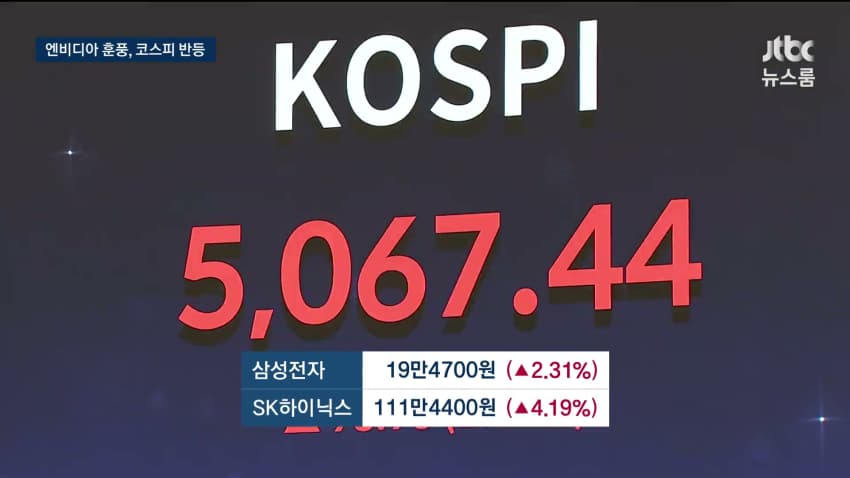 엔비디아 훈풍, 코스피 반등
jtbc
뉴스룸
KOSPI
5,067.44
삼성전자 19만4700원 (▲2.31%)
SK하이닉스 111만4400원 (▲4.19%)